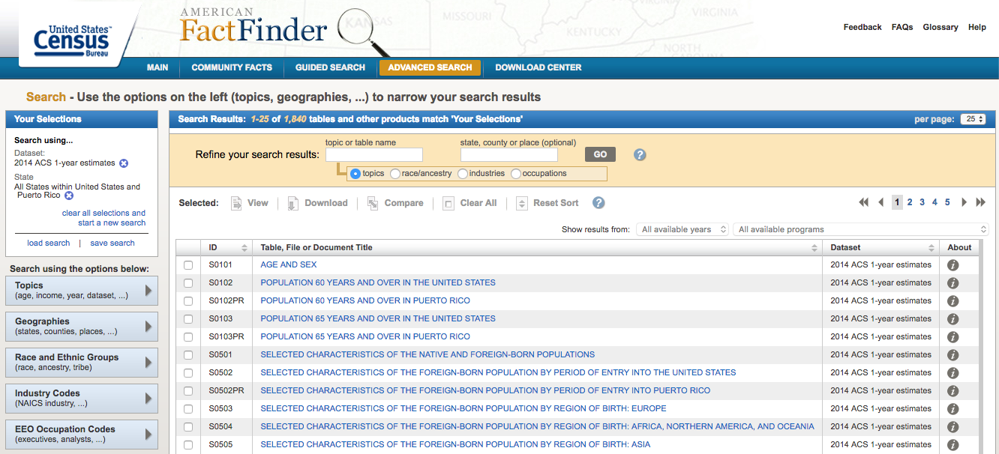 United States™
Census
Bureau
AMERICAN
FactFinder
KANSAS
MISSOURI
KENTUCKY
VIRGINIA
NORTH
CAROLINA
Feedback FAQs Glossary Help
MAIN COMMUNITY FACTS GUIDED SEARCH ADVANCED SEARCH DOWNLOAD CENTER
Search - Use the options on the left (topics, geographies, ...) to narrow your search results
Your Selections
Search using...
Dataset:
2014 ACS 1-year estimates
State
All States within United States and
Puerto Rico
clear all selections and
start a new search
load search | save search
Search using the options below:
Topics
(age, income, year, dataset, ...)
Geographies
(states, counties, places, ...)
Race and Ethnic Groups
(race, ancestry, tribe)
Industry Codes
(NAICS industry, ...)
EEO Occupation Codes
(executives, analysts, ...)
Search Results: 1-25 of 1,840 tables and other products match 'Your Selections'
per page: 25
topic or table name state, county or place (optional)
Refine your search results: GO ?
topics race/ancestry industries occupations
Selected: View | Download | Compare | Clear All | Reset Sort ?
1 2 3 4 5
Show results from: All available years All available programs
ID Table, File or Document Title Dataset About
S0101 AGE AND SEX 2014 ACS 1-year estimates i
S0102 POPULATION 60 YEARS AND OVER IN THE UNITED STATES 2014 ACS 1-year estimates i
S0102PR POPULATION 60 YEARS AND OVER IN PUERTO RICO 2014 ACS 1-year estimates i
S0103 POPULATION 65 YEARS AND OVER IN THE UNITED STATES 2014 ACS 1-year estimates i
S0103PR POPULATION 65 YEARS AND OVER IN PUERTO RICO 2014 ACS 1-year estimates i
S0501 SELECTED CHARACTERISTICS OF THE NATIVE AND FOREIGN-BORN POPULATIONS 2014 ACS 1-year estimates i
S0502 SELECTED CHARACTERISTICS OF THE FOREIGN-BORN POPULATION BY PERIOD OF ENTRY INTO THE UNITED STATES 2014 ACS 1-year estimates i
S0502PR SELECTED CHARACTERISTICS OF THE FOREIGN-BORN POPULATION BY PERIOD OF ENTRY INTO PUERTO RICO 2014 ACS 1-year estimates i
S0503 SELECTED CHARACTERISTICS OF THE FOREIGN-BORN POPULATION BY REGION OF BIRTH: EUROPE 2014 ACS 1-year estimates i
S0504 SELECTED CHARACTERISTICS OF THE FOREIGN-BORN POPULATION BY REGION OF BIRTH: AFRICA, NORTHERN AMERICA, AND OCEANIA 2014 ACS 1-year estimates i
S0505 SELECTED CHARACTERISTICS OF THE FOREIGN-BORN POPULATION BY REGION OF BIRTH: ASIA 2014 ACS 1-year estimates i